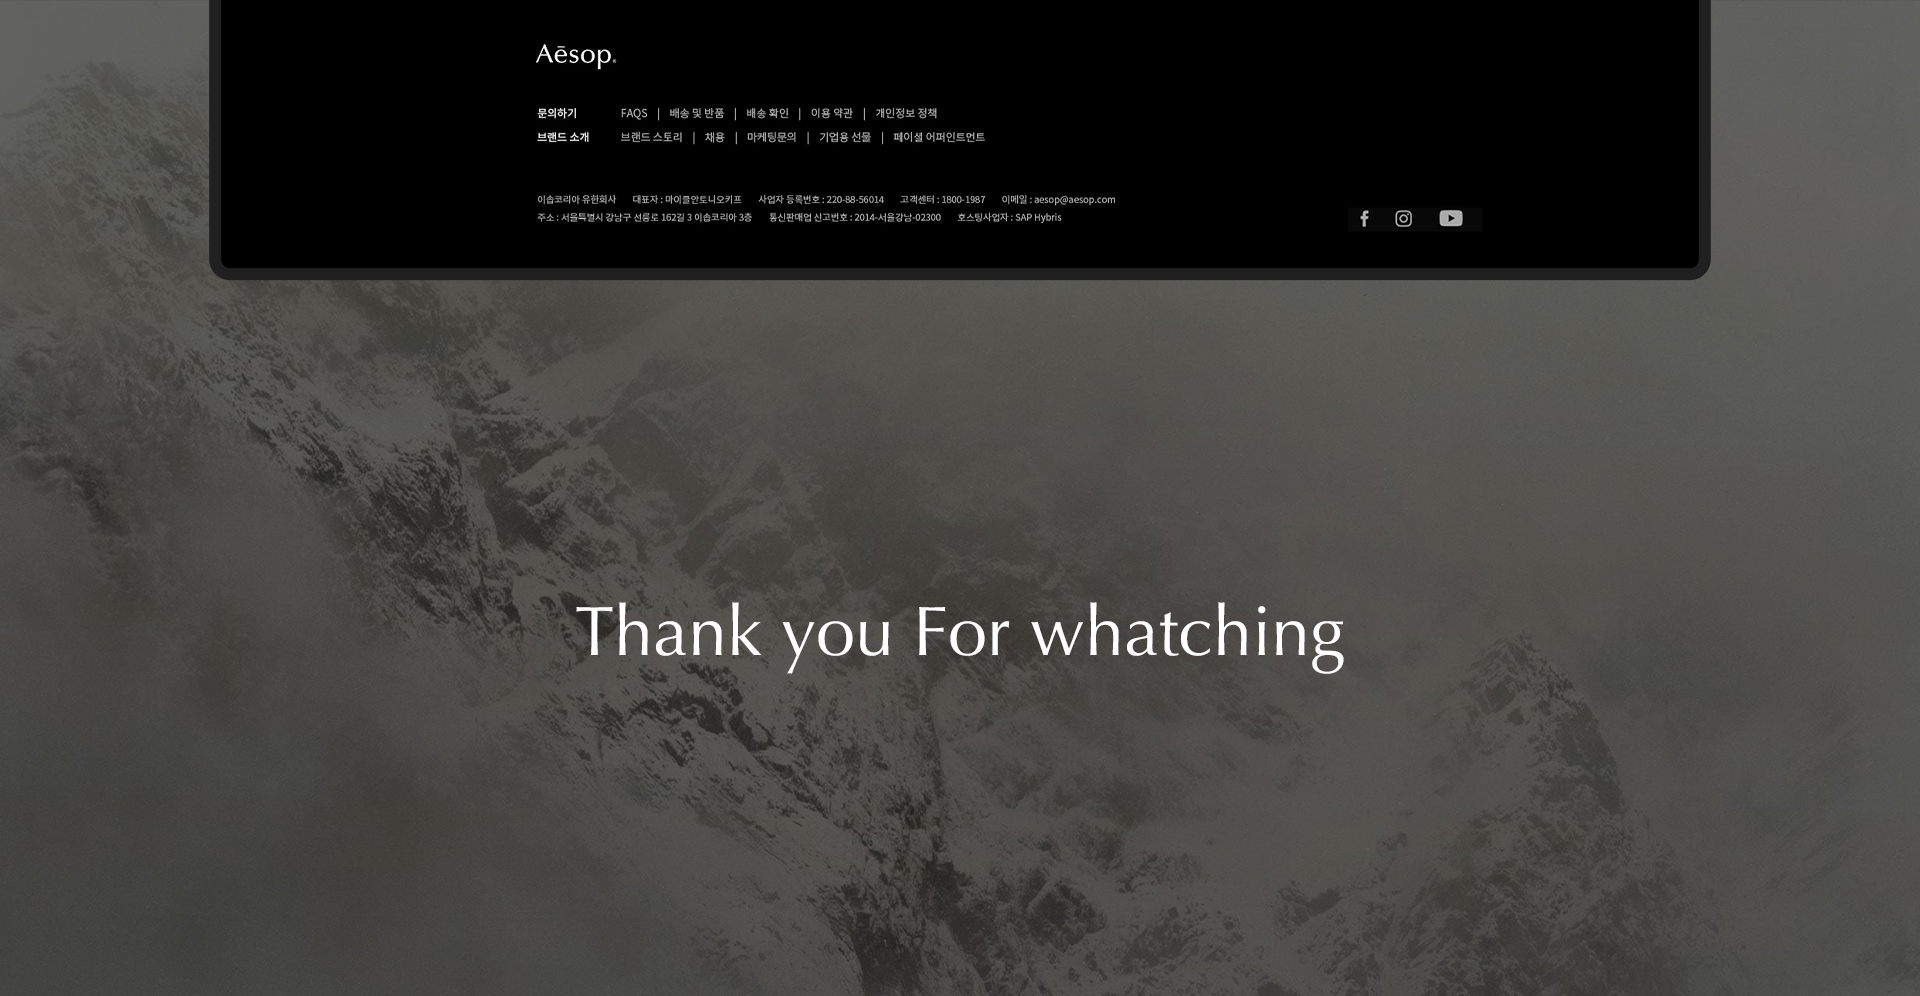 Aēsop.
문의하기 FAQS | 배송 및 반품 | 배송 확인 | 이용 약관 | 개인정보 정책
브랜드 소개 브랜드 스토리 | 채용 | 마케팅문의 | 기업용 선물 | 페이셜 어퍼인트먼트
이솝코리아 유한회사 대표자 : 마이클안토니오키프 사업자 등록번호 : 220-88-56014 고객센터 : 1800-1987 이메일 : aesop@aesop.com
주소 : 서울특별시 강남구 선릉로 162길 3 이솝코리아 3층 통신판매업 신고번호 : 2014-서울강남-02300 호스팅사업자 : SAP Hybris
Thank you For whatching